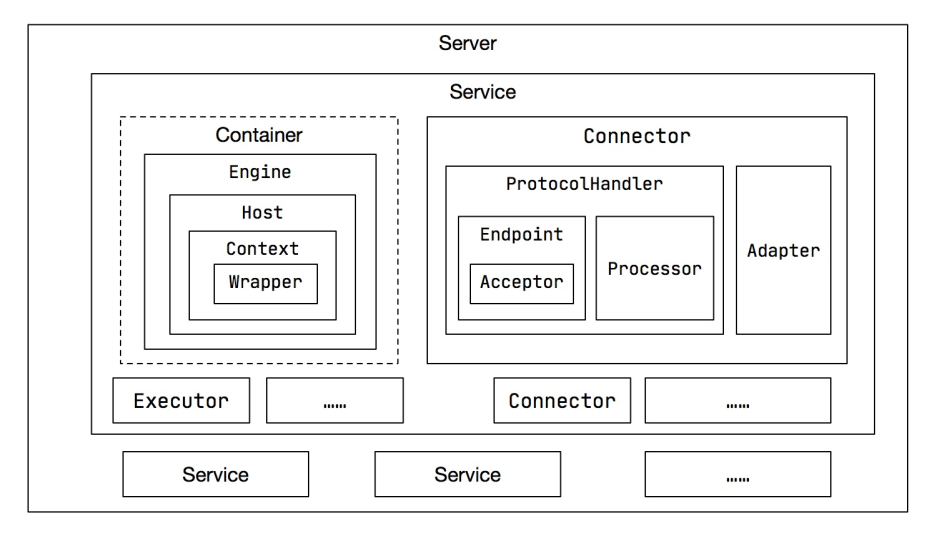 Server
Service
Container
Engine
Host
Context
Wrapper
Connector
ProtocolHandler
Endpoint
Acceptor
Processor
Adapter
Executor
……
Connector
……
Service
Service
……